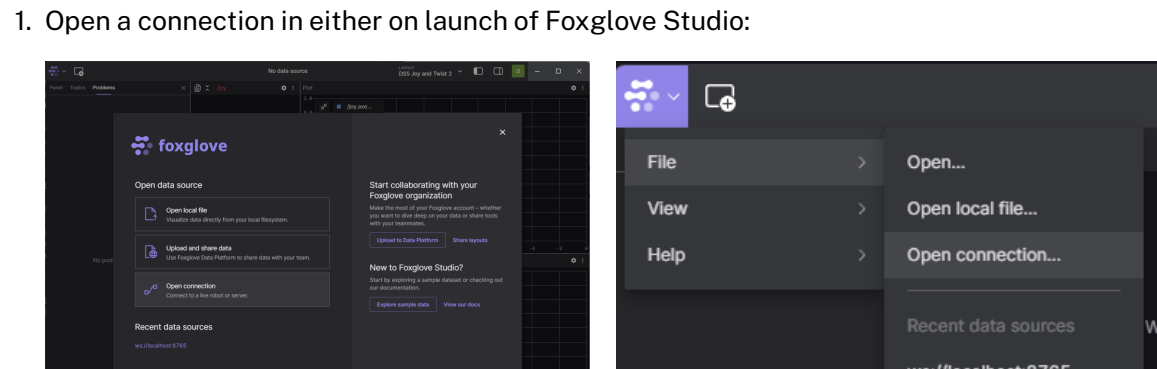 1. Open a connection in either on launch of Foxglove Studio:
No data source
LAYOUT
DS5 Joy and Twist 2
Panel Topics Problems
/joy
Plot
/joy.axe...
foxglove
Open data source
Open local file
Visualize data directly from your local filesystem.
Upload and share data
Use Foxglove Data Platform to share data with your team.
Open connection
Connect to a live robot or server.
Recent data sources
ws://localhost:8765
Start collaborating with your
Foxglove organization
Make the most of your Foxglove account – whether
you want to dive deep on your data or share tools
with your teammates.
Upload to Data Platform Share layouts
New to Foxglove Studio?
Start by exploring a sample dataset or checking out
our documentation.
Explore sample data View our docs
No prob
File
View
Help
Open...
Open local file...
Open connection...
Recent data sources
ws://localhost:8765